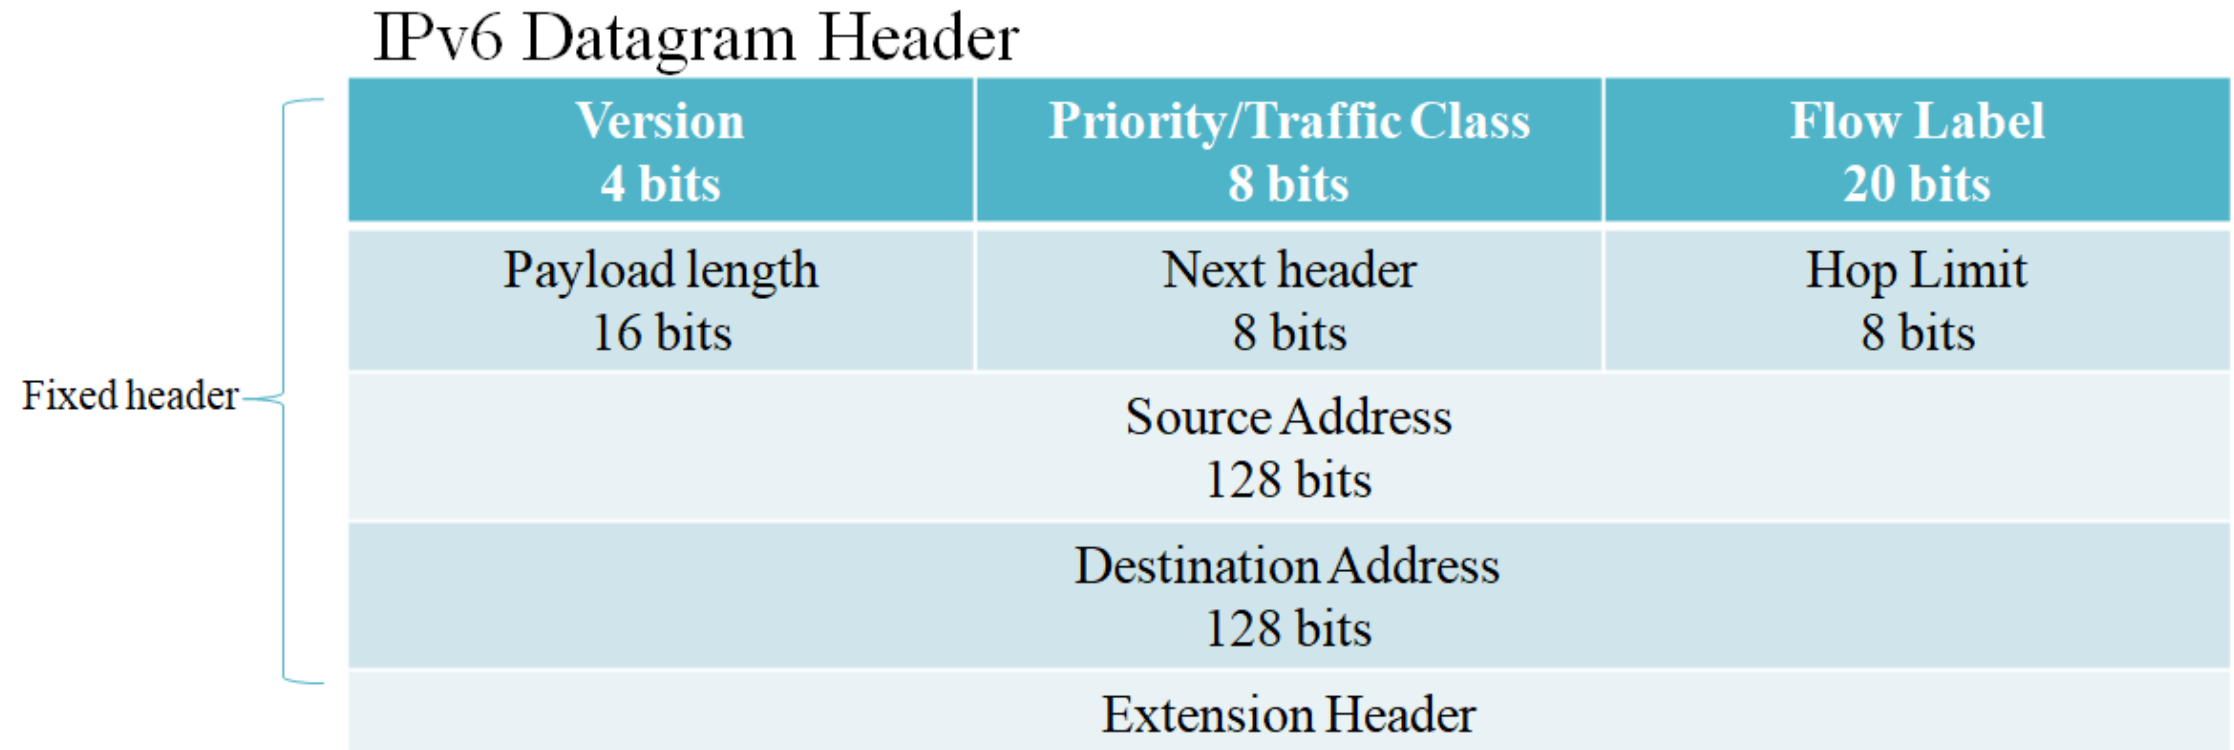 IPv6 Datagram Header
Version
4 bits
Priority/Traffic Class
8 bits
Flow Label
20 bits
Payload length
16 bits
Next header
8 bits
Hop Limit
8 bits
Fixed header
Source Address
128 bits
Destination Address
128 bits
Extension Header